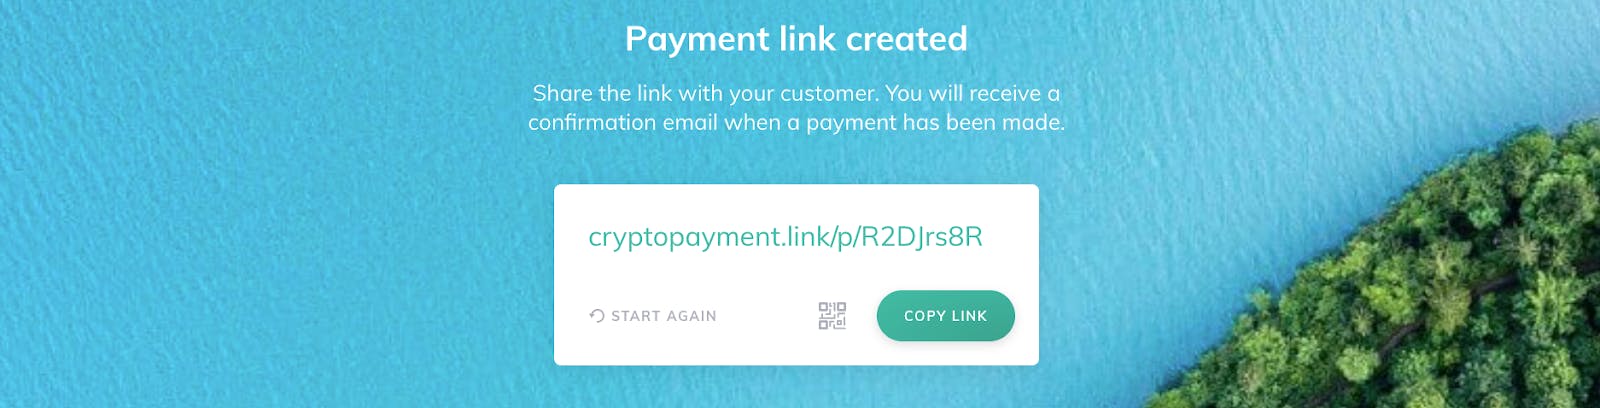 Payment link created
Share the link with your customer. You will receive a
confirmation email when a payment has been made.
cryptopayment.link/p/R2DJrs8R
START AGAIN
COPY LINK